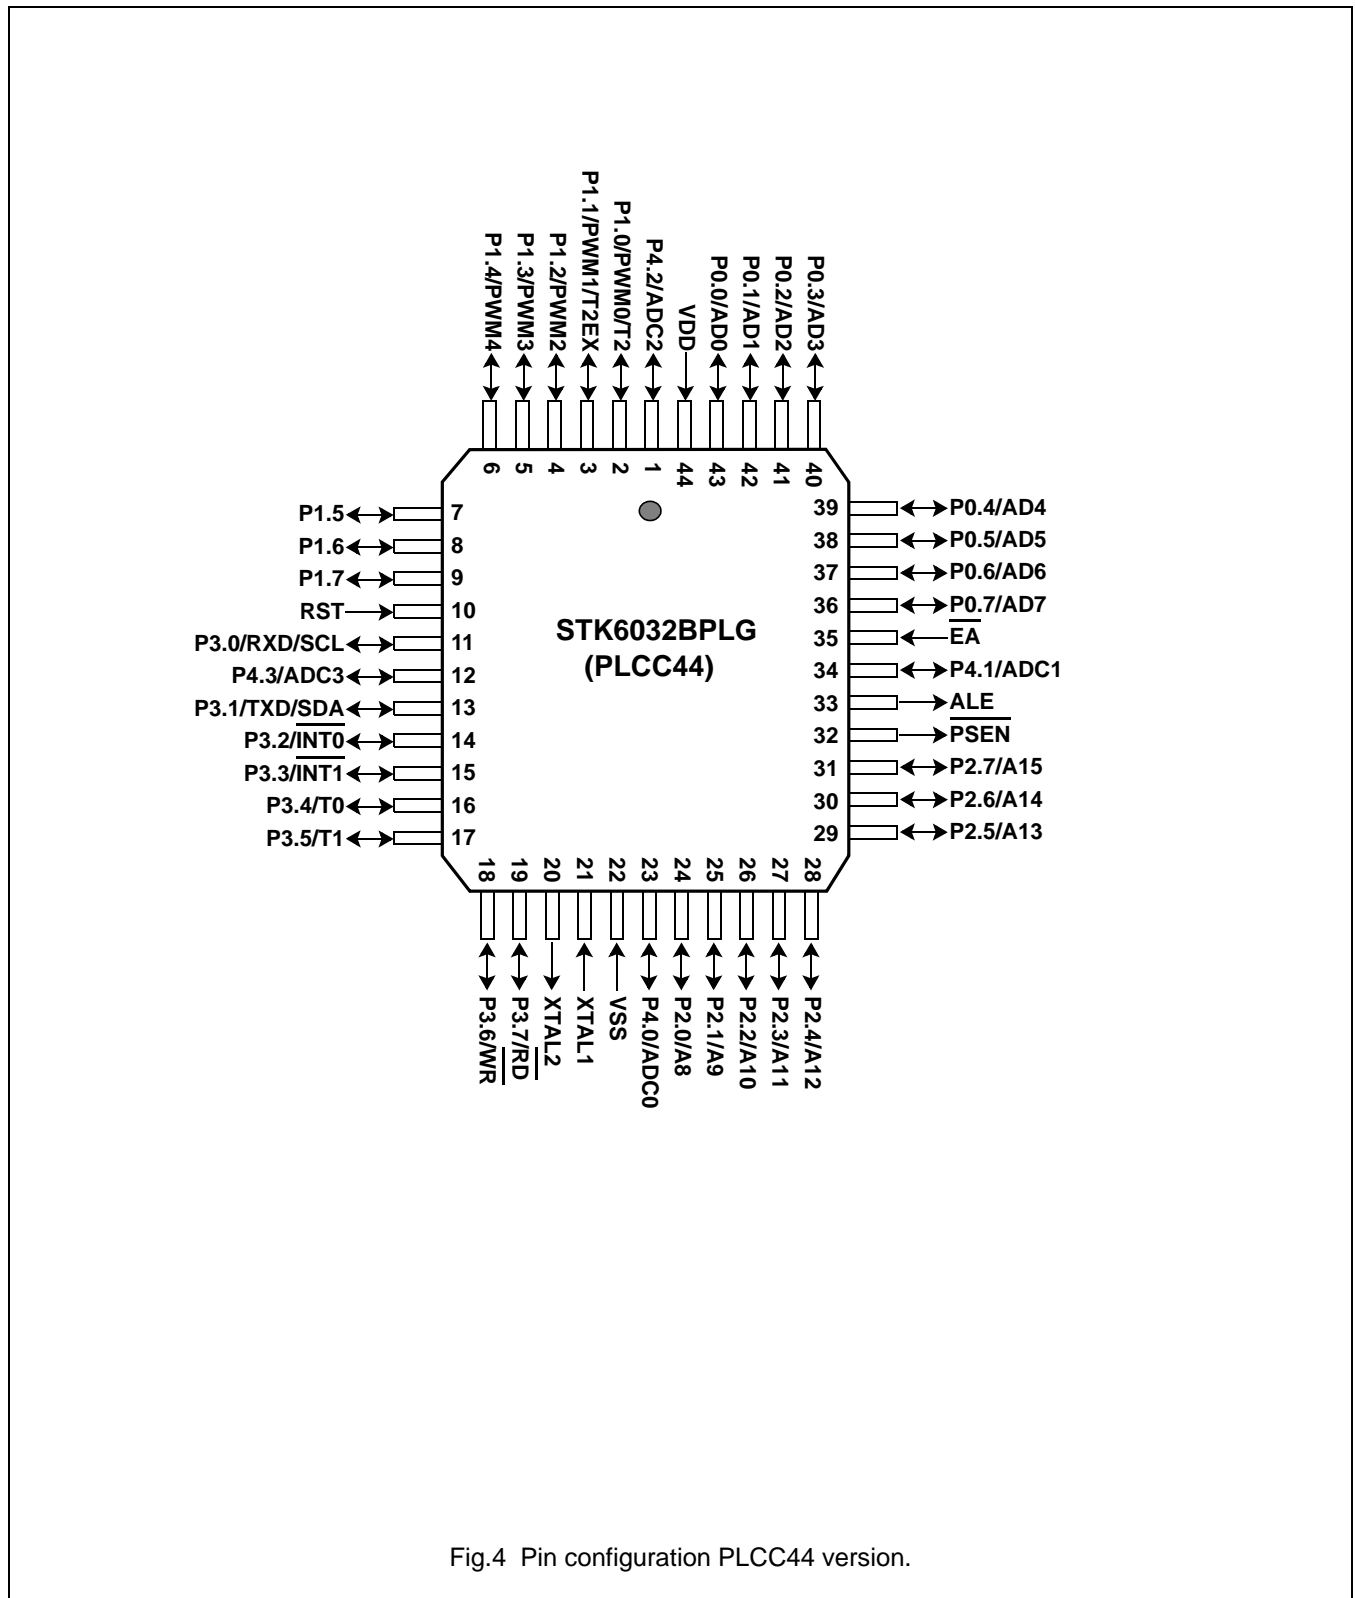 P1.4/PWM4
P1.3/PWM3
P1.2/PWM2
P1.1/PWM1/T2EX
P1.0/PWM0/T2
P4.2/ADC2
VDD
P0.0/AD0
P0.1/AD1
P0.2/AD2
P0.3/AD3
6
5
4
3
2
1
44
43
42
41
40
P1.5
7
P1.6
8
P1.7
9
RST
10
P3.0/RXD/SCL
11
P4.3/ADC3
12
P3.1/TXD/SDA
13
P3.2/INT0
14
P3.3/INT1
15
P3.4/T0
16
P3.5/T1
17
STK6032BPLG
(PLCC44)
39
P0.4/AD4
38
P0.5/AD5
37
P0.6/AD6
36
P0.7/AD7
35
EA
34
P4.1/ADC1
33
ALE
32
PSEN
31
P2.7/A15
30
P2.6/A14
29
P2.5/A13
18
19
20
21
22
23
24
25
26
27
28
P3.6/WR
P3.7/RD
XTAL2
XTAL1
VSS
P4.0/ADC0
P2.0/A8
P2.1/A9
P2.2/A10
P2.3/A11
P2.4/A12
Fig.4 Pin configuration PLCC44 version.